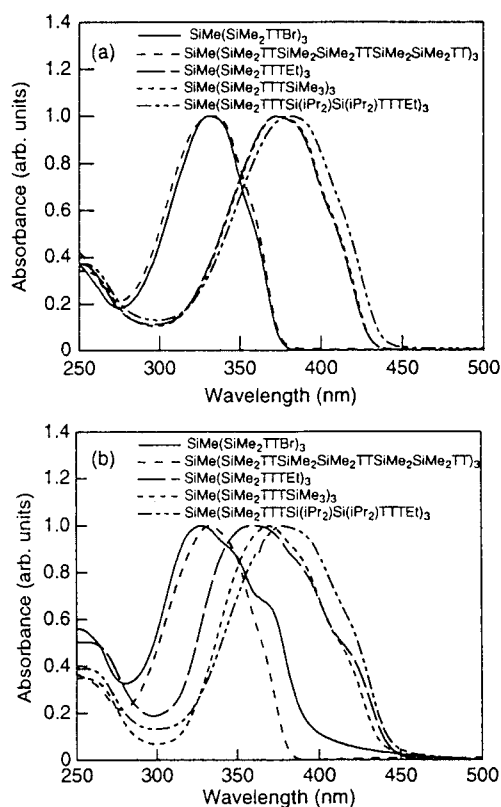 (a)
SiMe(SiMe₂TTBr)₃
SiMe(SiMe₂TTSiMe₂SiMe₂TTSiMe₂SiMe₂TT)₃
SiMe(SiMe₂TTTEt)₃
SiMe(SiMe₂TTTSiMe₃)₃
SiMe(SiMe₂TTTSi(iPr₂)Si(iPr₂)TTTEt)₃
Absorbance (arb. units)
1.4
1.2
1.0
0.8
0.6
0.4
0.2
0
250 300 350 400 450 500
Wavelength (nm)
(b)
SiMe(SiMe₂TTBr)₃
SiMe(SiMe₂TTSiMe₂SiMe₂TTSiMe₂SiMe₂TT)₃
SiMe(SiMe₂TTTEt)₃
SiMe(SiMe₂TTTSiMe₃)₃
SiMe(SiMe₂TTTSi(iPr₂)Si(iPr₂)TTTEt)₃
Absorbance (arb. units)
1.4
1.2
1.0
0.8
0.6
0.4
0.2
0
250 300 350 400 450 500
Wavelength (nm)